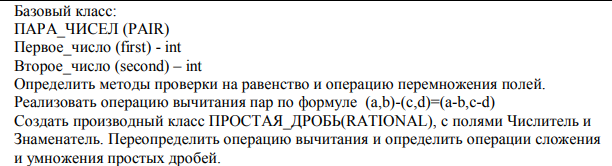 Базовый класс:
ПАРА_ЧИСЕЛ (PAIR)
Первое_число (first) - int
Второе_число (second) – int
Определить методы проверки на равенство и операцию перемножения полей.
Реализовать операцию вычитания пар по формуле (a,b)-(c,d)=(a-b,c-d)
Создать производный класс ПРОСТАЯ_ДРОБЬ(RATIONAL), с полями Числитель и
Знаменатель. Переопределить операцию вычитания и определить операции сложения
и умножения простых дробей.